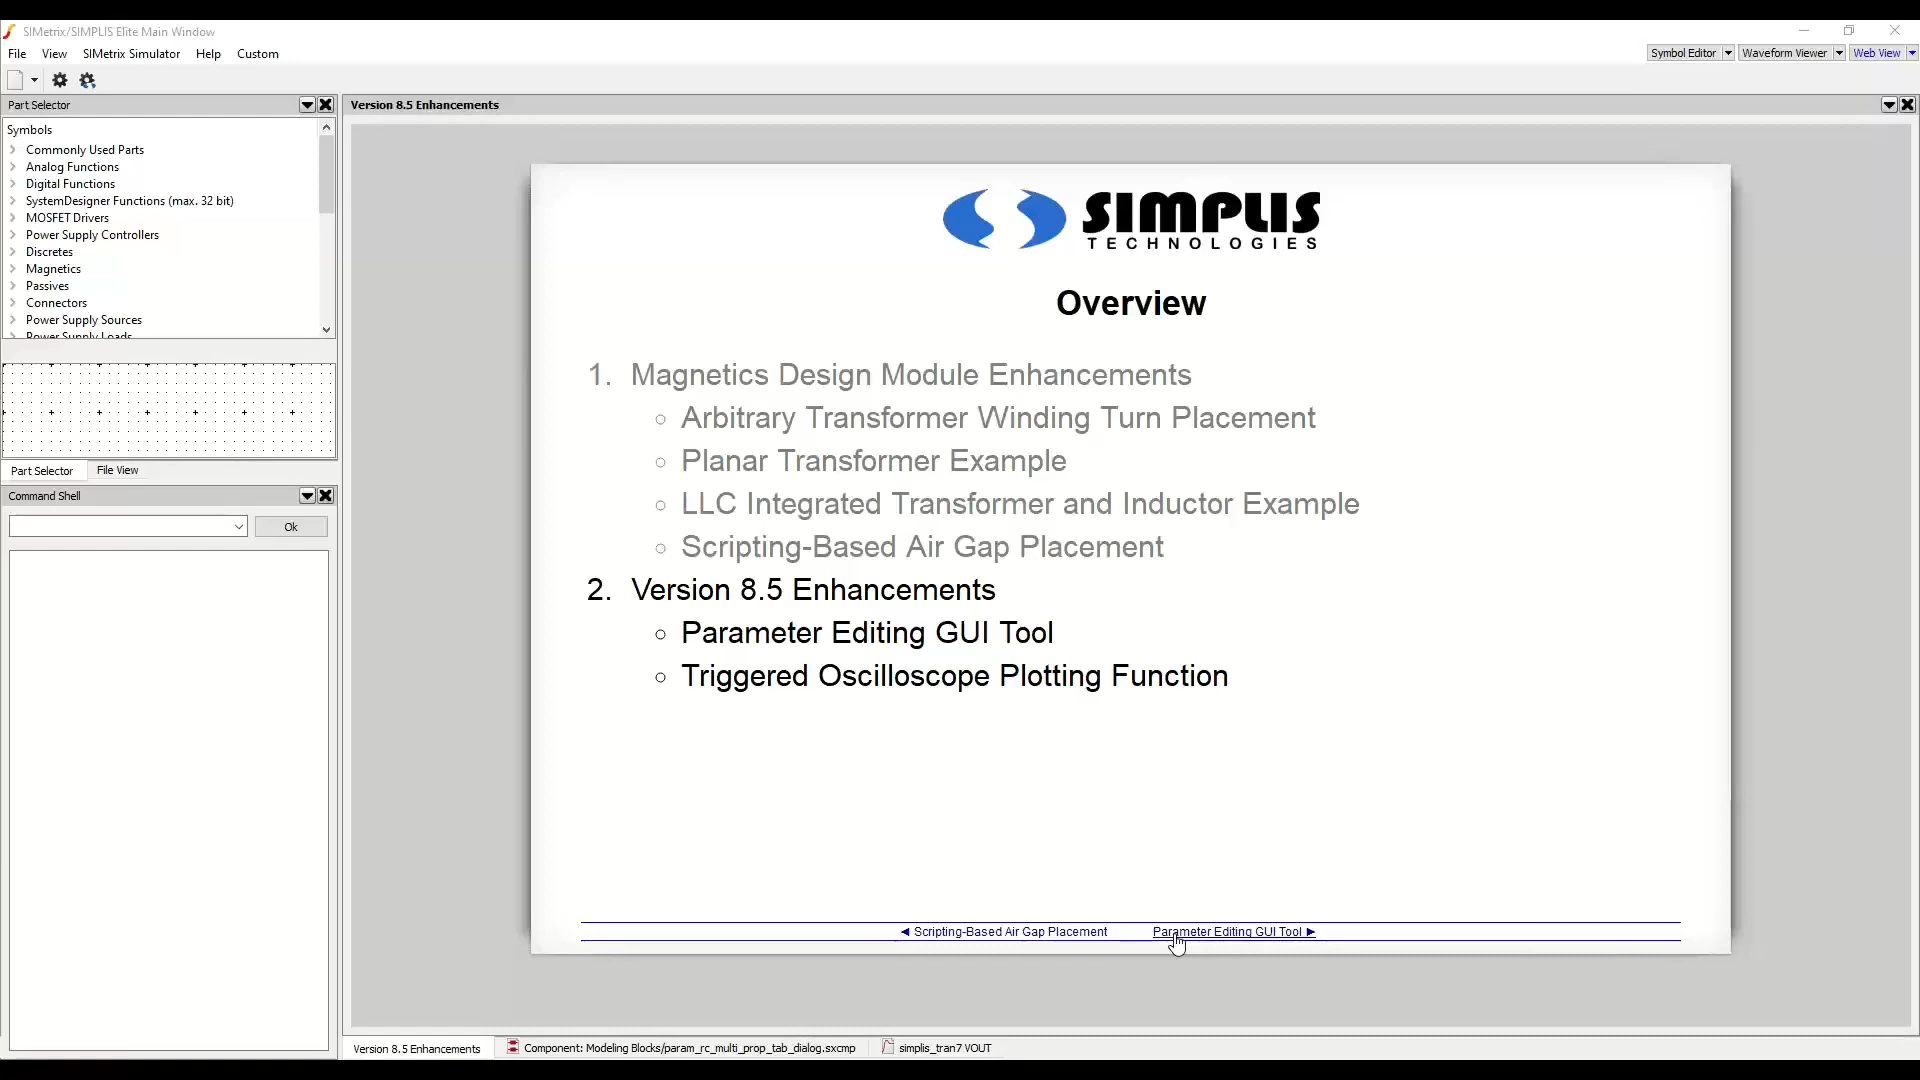 SIMetrix/SIMPLIS Elite Main Window
File View SIMetrix Simulator Help Custom
Symbol Editor Waveform Viewer Web View
Part Selector
Symbols
Commonly Used Parts
Analog Functions
Digital Functions
SystemDesigner Functions (max. 32 bit)
MOSFET Drivers
Power Supply Controllers
Discretes
Magnetics
Passives
Connectors
Power Supply Sources
Power Supply Loads
Part Selector File View
Command Shell
Ok
Version 8.5 Enhancements
SIMPLIS
TECHNOLOGIES
Overview
1. Magnetics Design Module Enhancements
○ Arbitrary Transformer Winding Turn Placement
○ Planar Transformer Example
○ LLC Integrated Transformer and Inductor Example
○ Scripting-Based Air Gap Placement
2. Version 8.5 Enhancements
○ Parameter Editing GUI Tool
○ Triggered Oscilloscope Plotting Function
◄ Scripting-Based Air Gap Placement Parameter Editing GUI Tool ►
Version 8.5 Enhancements Component: Modeling Blocks/param_rc_multi_prop_tab_dialog.sxcmp simplis_tran7 VOUT